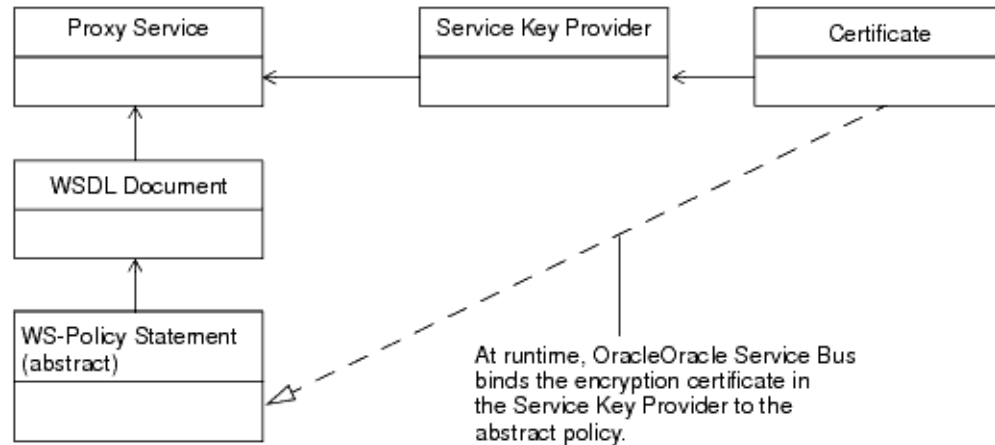 Proxy Service
Service Key Provider
Certificate
WSDL Document
WS-Policy Statement
(abstract)
At runtime, OracleOracle Service Bus
binds the encryption certificate in
the Service Key Provider to the
abstract policy.